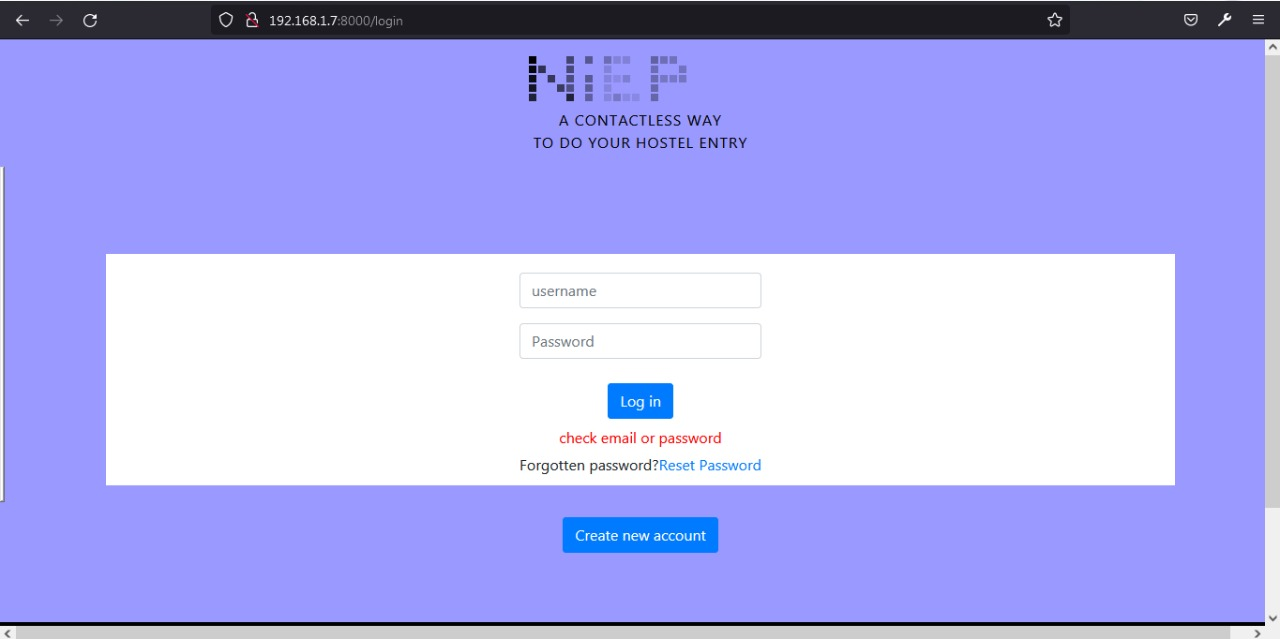 192.168.1.7:8000/login
NiEP
A CONTACTLESS WAY
TO DO YOUR HOSTEL ENTRY
username
Password
Log in
check email or password
Forgotten password?Reset Password
Create new account